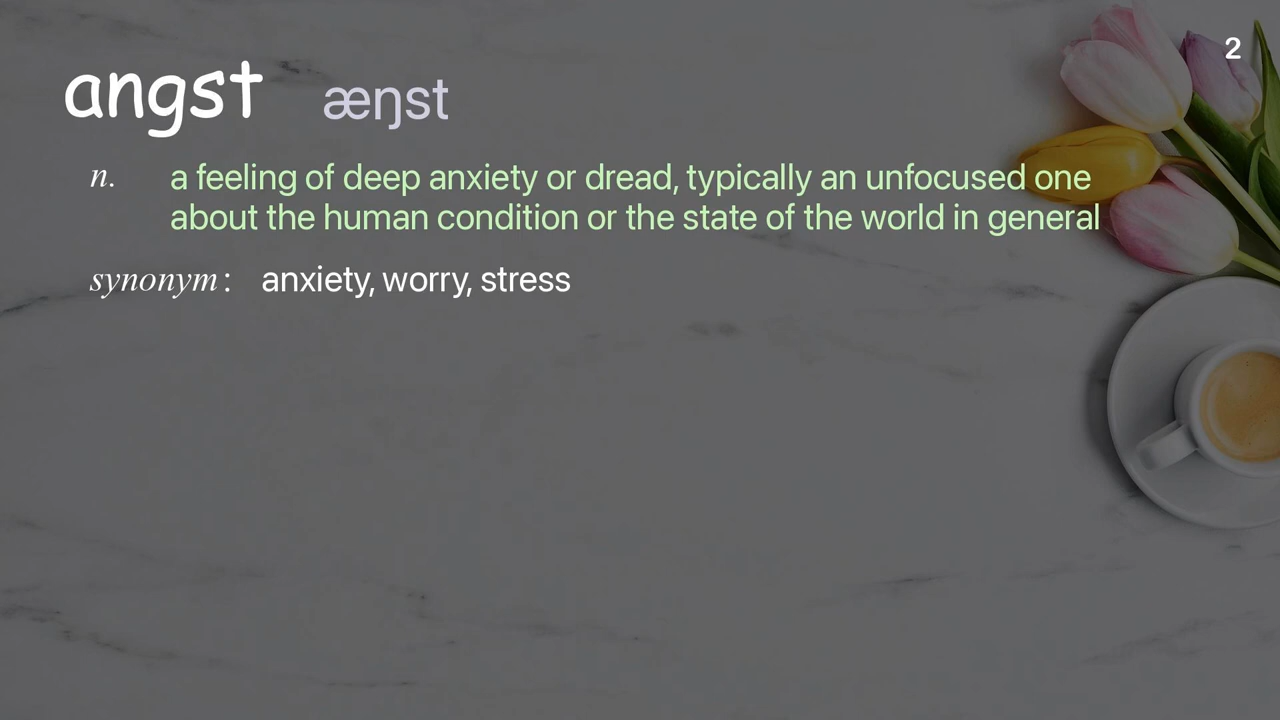 2
angst æŋst
n. a feeling of deep anxiety or dread, typically an unfocused one
about the human condition or the state of the world in general
synonym : anxiety, worry, stress